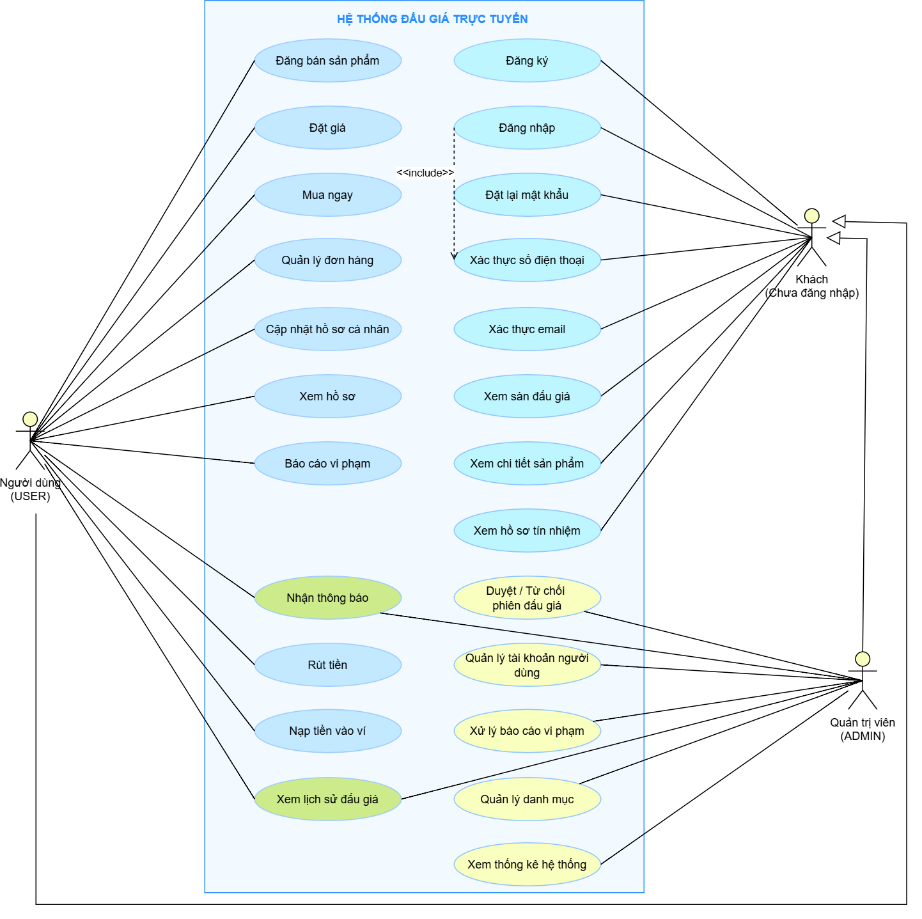 HỆ THỐNG ĐẤU GIÁ TRỰC TUYẾN
Đăng bán sản phẩm
Đăng ký
Đặt giá
Đăng nhập
<<include>>
Mua ngay
Đặt lại mật khẩu
Quản lý đơn hàng
Xác thực số điện thoại
Khách
(Chưa đăng nhập)
Cập nhật hồ sơ cá nhân
Xác thực email
Xem hồ sơ
Xem sàn đấu giá
Báo cáo vi phạm
Xem chi tiết sản phẩm
Người dùng
(USER)
Xem hồ sơ tín nhiệm
Nhận thông báo
Duyệt / Từ chối
phiên đấu giá
Rút tiền
Quản lý tài khoản người
dùng
Nạp tiền vào ví
Xử lý báo cáo vi phạm
Quản trị viên
(ADMIN)
Xem lịch sử đấu giá
Quản lý danh mục
Xem thống kê hệ thống